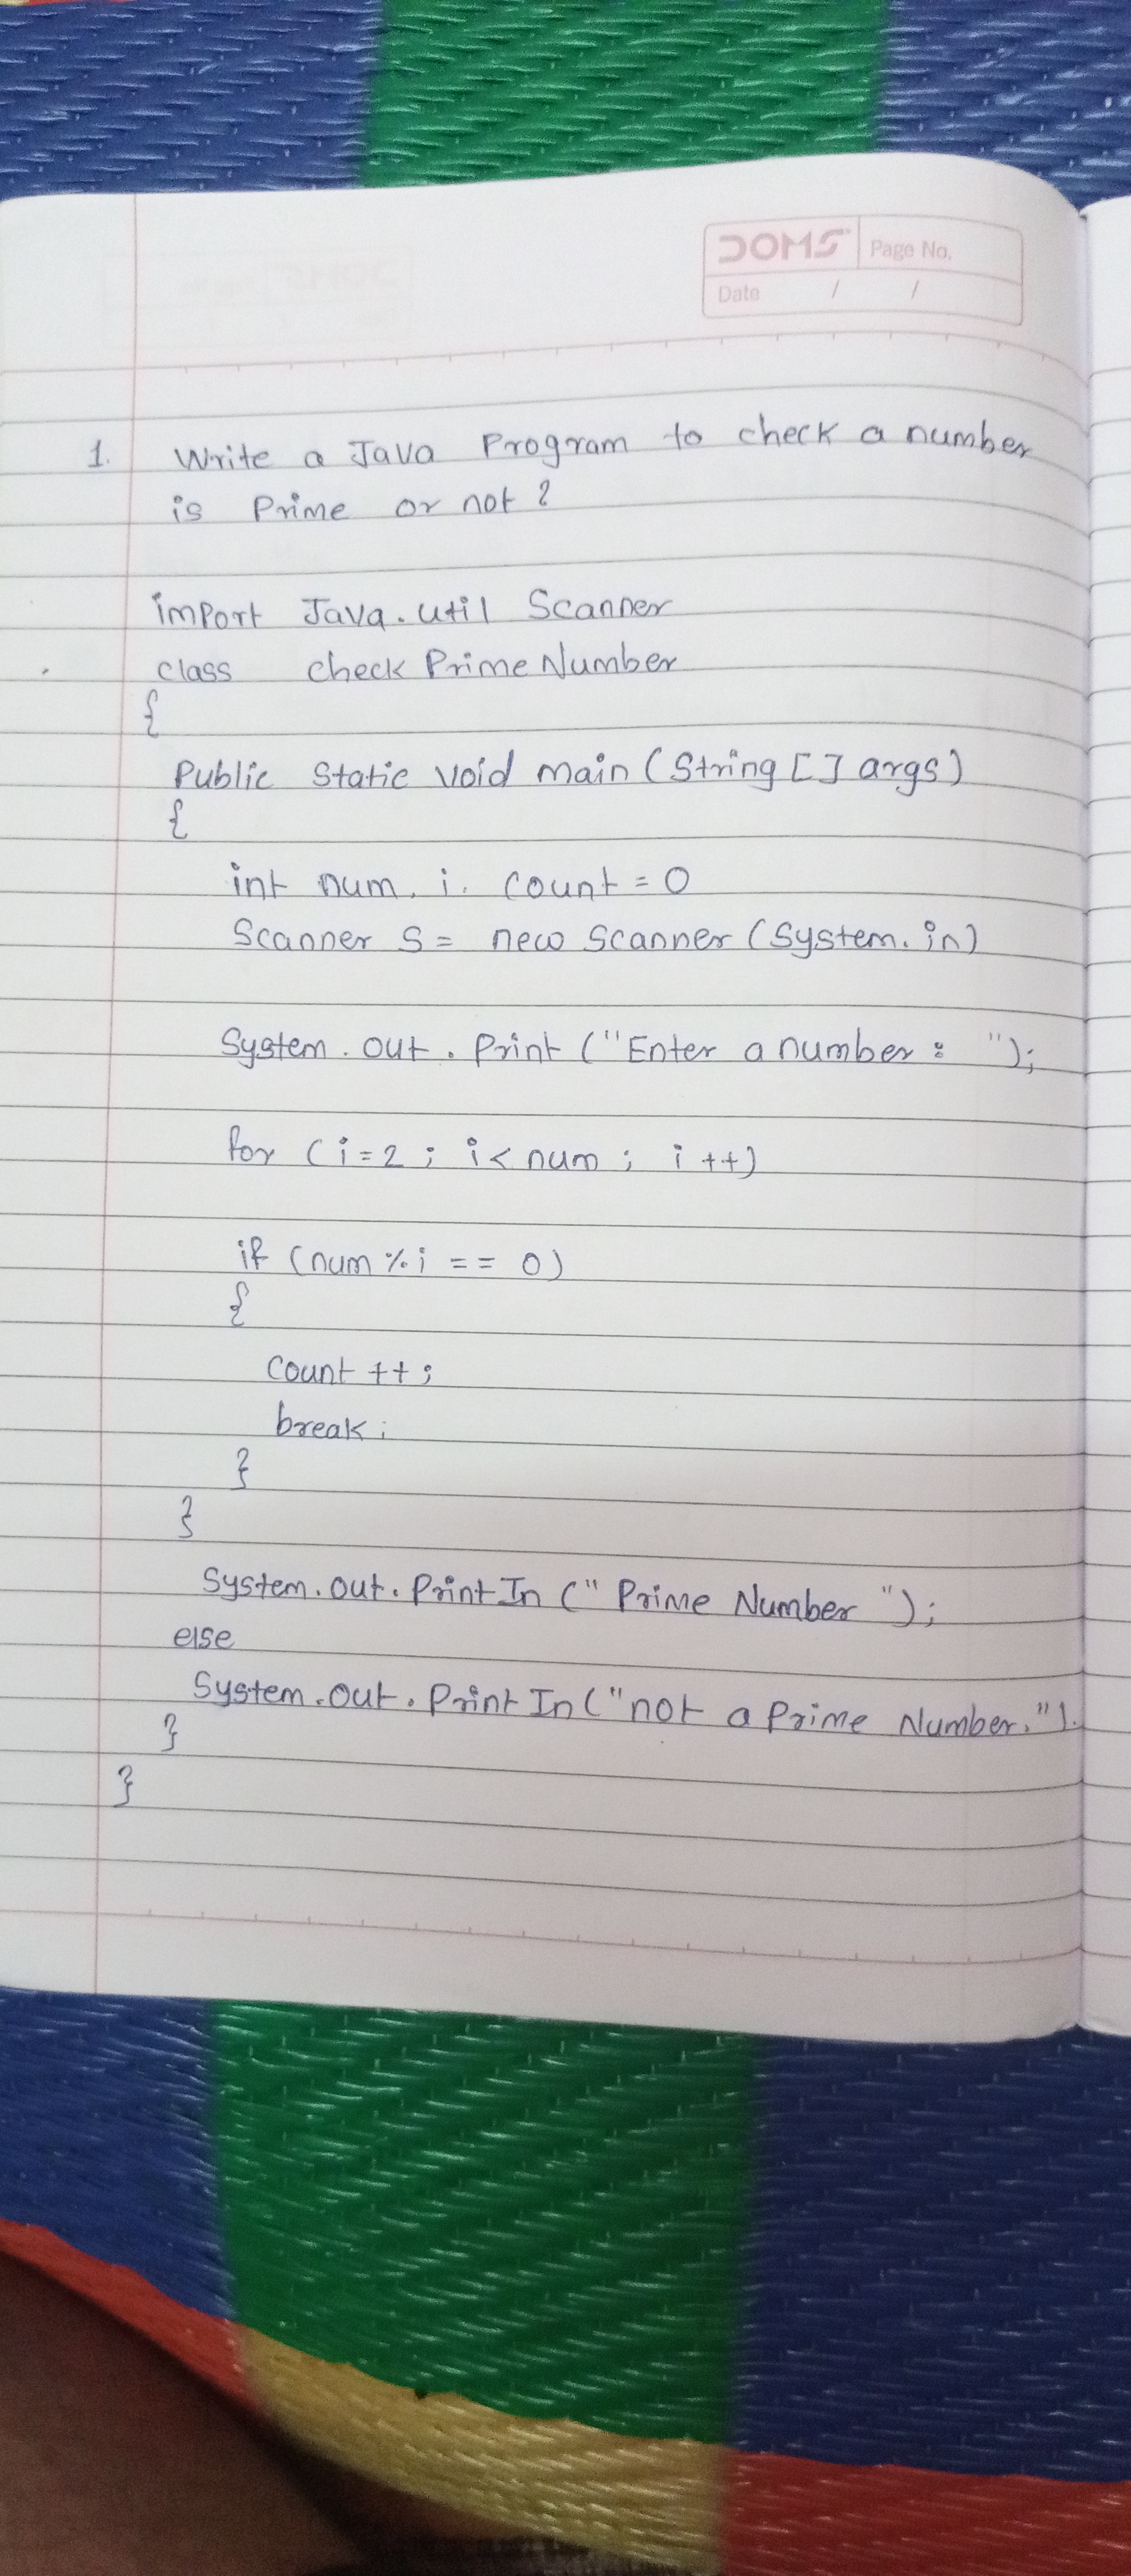 DOMS Page No.
Date / /
1. Write a Java Program to check a number
is Prime or not ?
import Java.util Scanner
class check Prime Number
{
Public Static void main (String [] args)
{
int num, i, count = 0
Scanner S = new Scanner (System.in)
System.out.Print ("Enter a number : ");
for (i=2 ; i< num ; i ++)
if (num % i == 0)
{
Count ++ ;
break ;
}
}
System.out.Print In (" Prime Number ");
else
System.out.Print In ("not a Prime Number.").
}
}